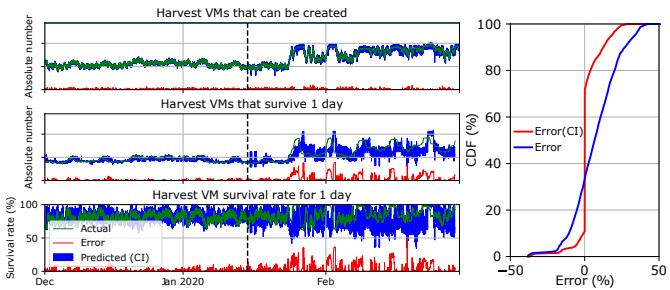 Harvest VMs that can be created
Absolute number
Harvest VMs that survive 1 day
Absolute number
Harvest VM survival rate for 1 day
Survival rate (%)
100
50
0
Actual
Error
Predicted (CI)
Dec
Jan 2020
Feb
CDF (%)
100
80
60
40
20
0
Error(CI)
Error
−50
0
50
Error (%)